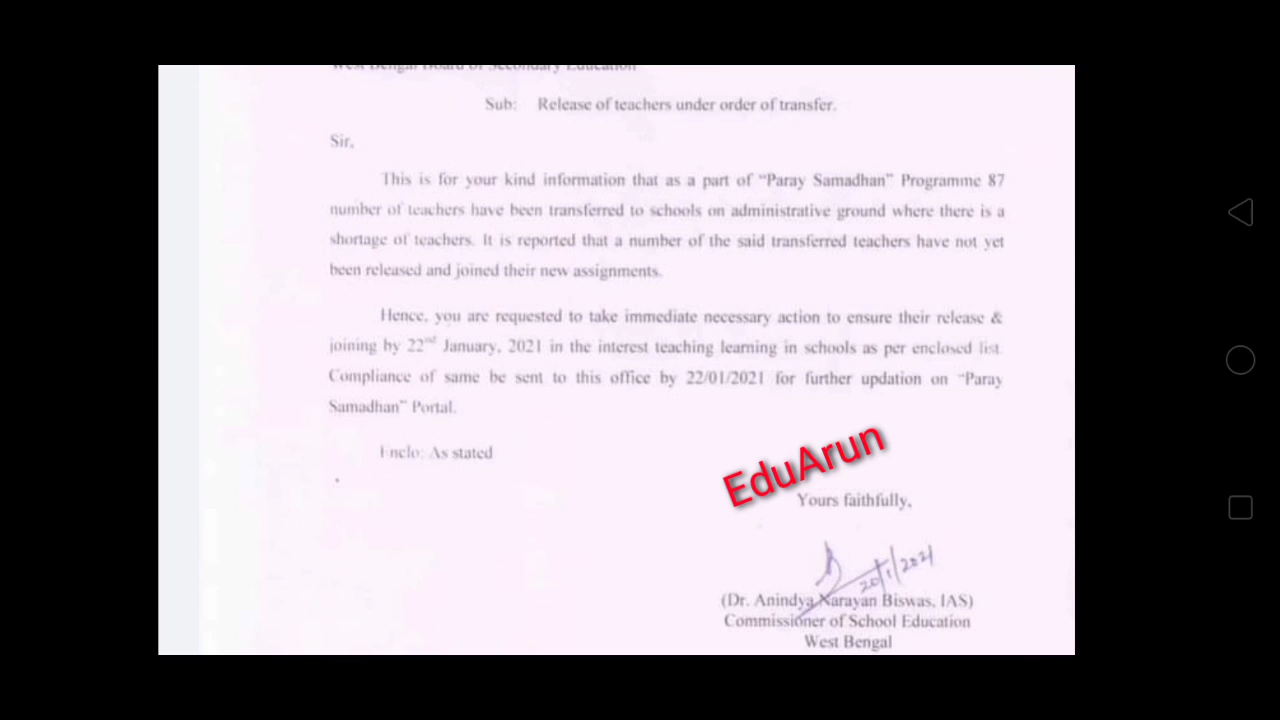 West Bengal Board of Secondary Education
Sub: Release of teachers under order of transfer.
Sir,
This is for your kind information that as a part of “Paray Samadhan” Programme 87
number of teachers have been transferred to schools on administrative ground where there is a
shortage of teachers. It is reported that a number of the said transferred teachers have not yet
been released and joined their new assignments.
Hence, you are requested to take immediate necessary action to ensure their release &
joining by 22nd January, 2021 in the interest teaching learning in schools as per enclosed list.
Compliance of same be sent to this office by 22/01/2021 for further updation on “Paray
Samadhan” Portal.
Enclo: As stated
EduArun
Yours faithfully,
20/1/2021
(Dr. Anindya Narayan Biswas, IAS)
Commissioner of School Education
West Bengal